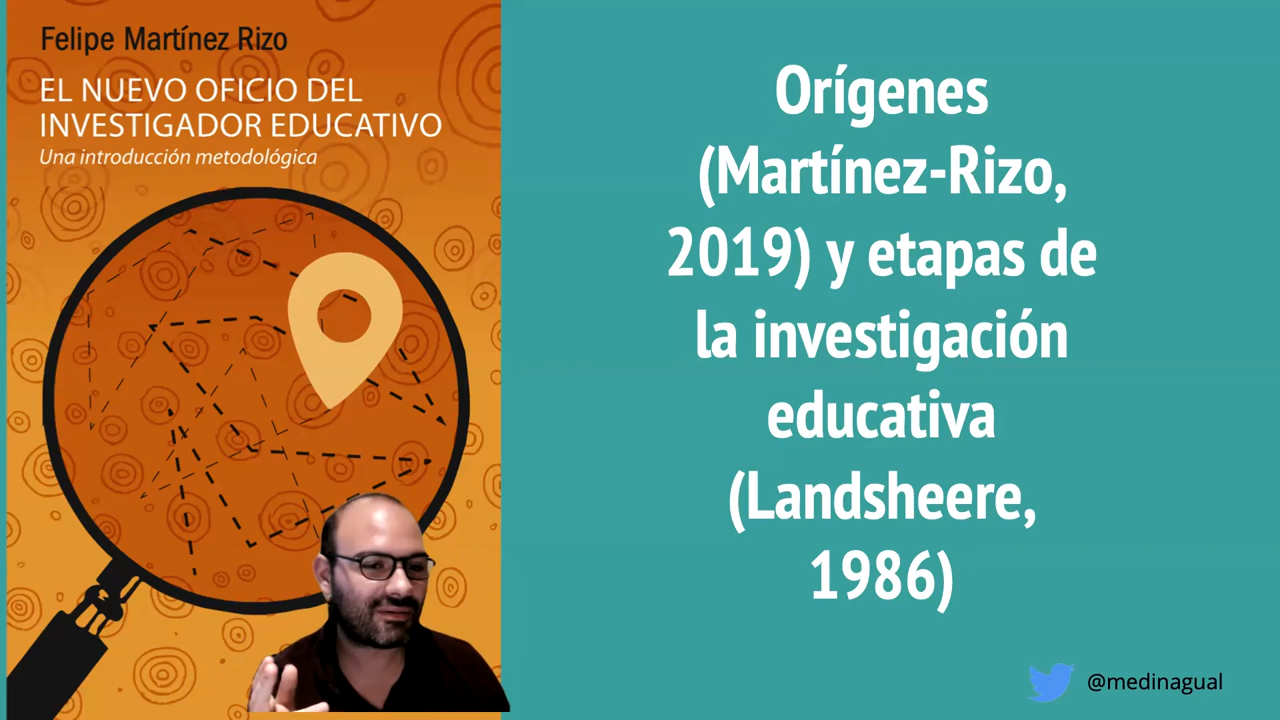 Felipe Martínez Rizo
EL NUEVO OFICIO DEL
INVESTIGADOR EDUCATIVO
Una introducción metodológica
Orígenes
(Martínez-Rizo,
2019) y etapas de
la investigación
educativa
(Landsheere,
1986)
@medinagual